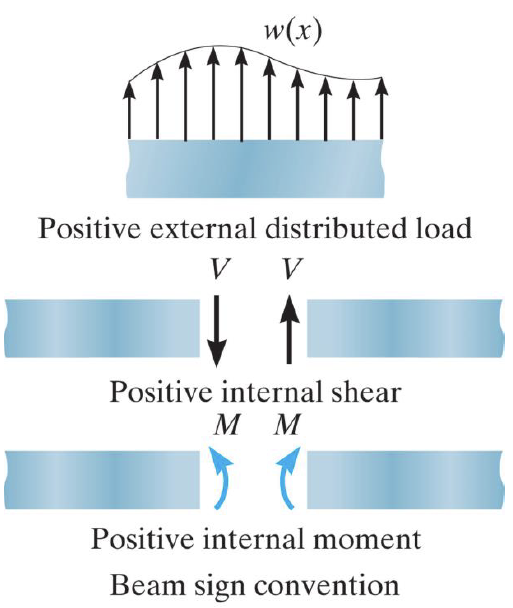 w(x)
Positive external distributed load
V V
Positive internal shear
M M
Positive internal moment
Beam sign convention